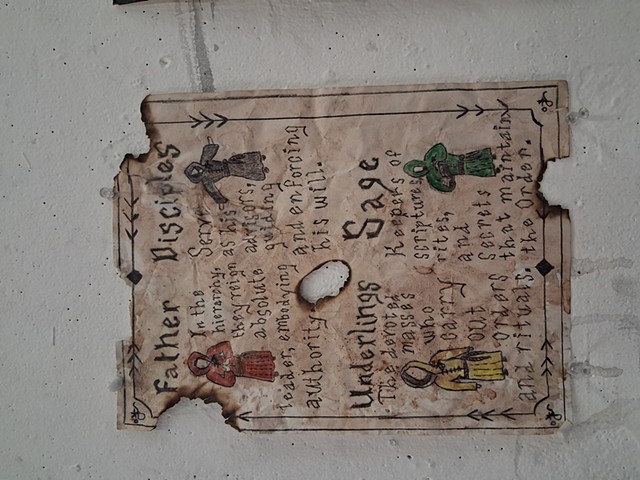 Father
In the
hierarchy,
they reign
absolute
leader, embodying
authority
Disciples
Serve
as his
advisors,
guiding
and enforcing
his will.
Underlings
The devoted
masses
who
carry
out
orders
and rituals.
Sage
Keepers of
scriptures,
rites,
and
Secrets
that maintain
the Order.